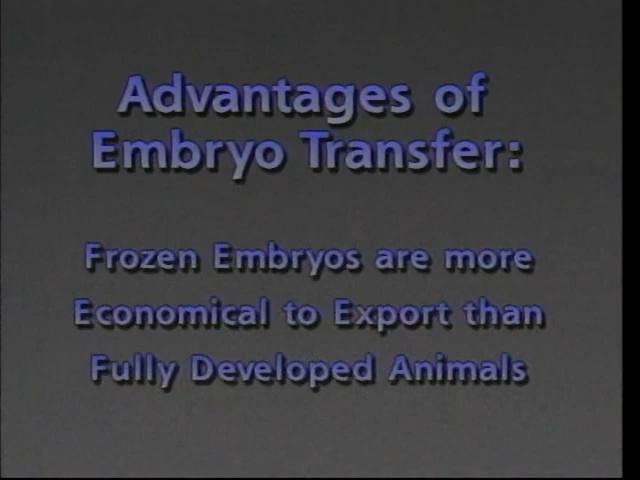 Advantages of
Embryo Transfer:
Frozen Embryos are more
Economical to Export than
Fully Developed Animals